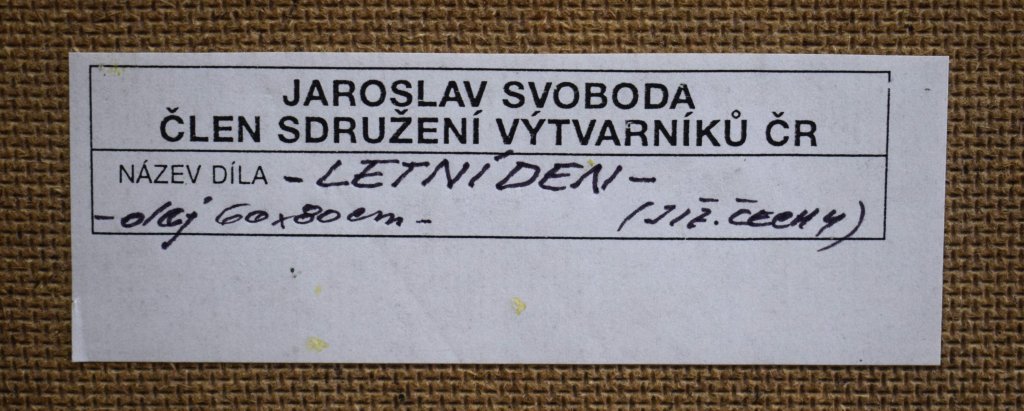 JAROSLAV SVOBODA
ČLEN SDRUŽENÍ VÝTVARNÍKŮ ČR
NÁZEV DÍLA - LETNÍ DEN -
- olej 60x80cm - (JIŽ. ČECHY)